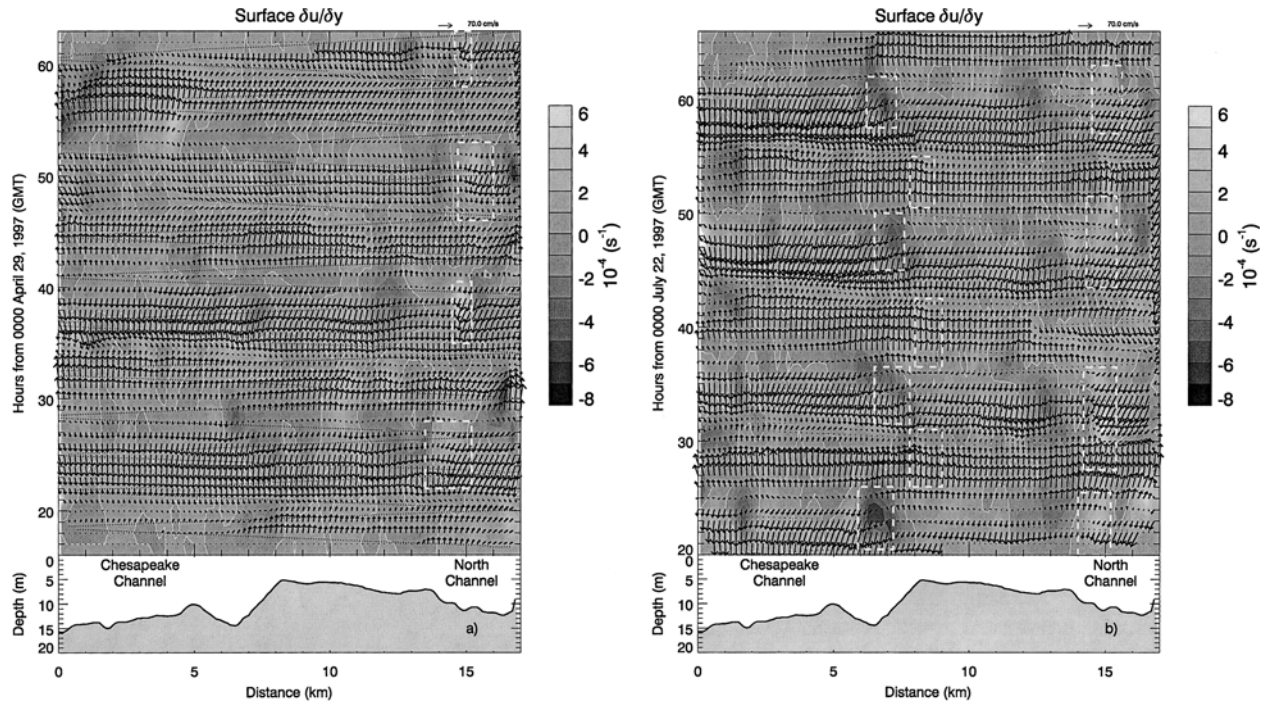 Surface δu/δy
70.0 cm/s
Hours from 0000 April 29, 1997 (GMT)
60
50
40
30
20
6
4
2
0
-2
-4
-6
-8
10⁻⁴ (s⁻¹)
Chesapeake
Channel
North
Channel
Depth (m)
0
5
10
15
20
a)
0
5
10
15
Distance (km)
Surface δu/δy
70.0 cm/s
Hours from 0000 July 22, 1997 (GMT)
60
50
40
30
20
6
4
2
0
-2
-4
-6
-8
10⁻⁴ (s⁻¹)
Chesapeake
Channel
North
Channel
Depth (m)
0
5
10
15
20
b)
0
5
10
15
Distance (km)